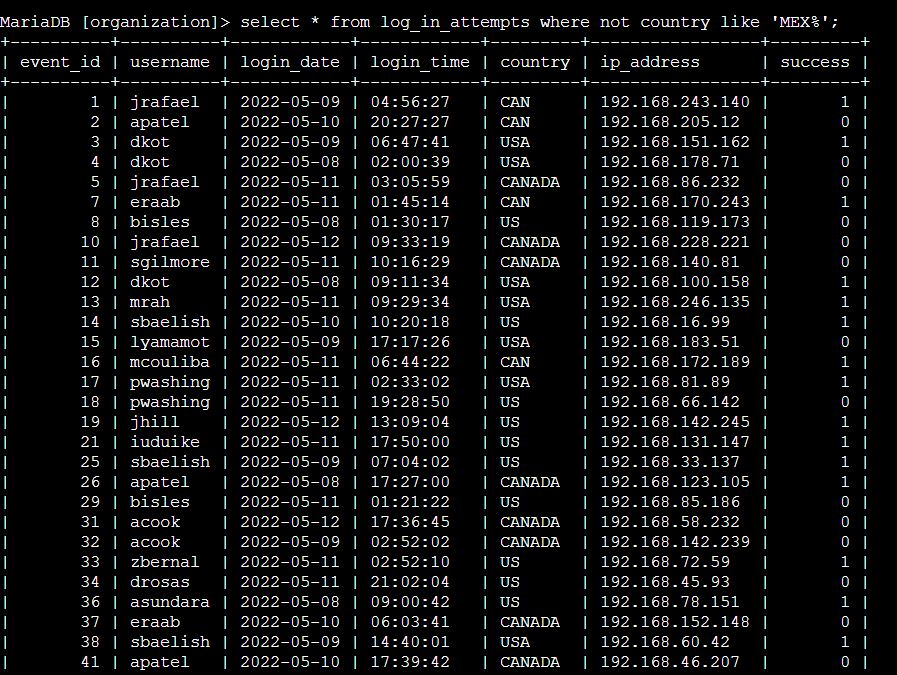 MariaDB [organization]> select * from log_in_attempts where not country like 'MEX%';
+----------+----------+------------+------------+---------+-----------------+---------+
| event_id | username | login_date | login_time | country | ip_address      | success |
+----------+----------+------------+------------+---------+-----------------+---------+
|        1 | jrafael  | 2022-05-09 | 04:56:27   | CAN     | 192.168.243.140 |       1 |
|        2 | apatel   | 2022-05-10 | 20:27:27   | CAN     | 192.168.205.12  |       0 |
|        3 | dkot     | 2022-05-09 | 06:47:41   | USA     | 192.168.151.162 |       1 |
|        4 | dkot     | 2022-05-08 | 02:00:39   | USA     | 192.168.178.71  |       0 |
|        5 | jrafael  | 2022-05-11 | 03:05:59   | CANADA  | 192.168.86.232  |       0 |
|        7 | eraab    | 2022-05-11 | 01:45:14   | CAN     | 192.168.170.243 |       1 |
|        8 | bisles   | 2022-05-08 | 01:30:17   | US      | 192.168.119.173 |       0 |
|       10 | jrafael  | 2022-05-12 | 09:33:19   | CANADA  | 192.168.228.221 |       0 |
|       11 | sgilmore | 2022-05-11 | 10:16:29   | CANADA  | 192.168.140.81  |       0 |
|       12 | dkot     | 2022-05-08 | 09:11:34   | USA     | 192.168.100.158 |       1 |
|       13 | mrah     | 2022-05-11 | 09:29:34   | USA     | 192.168.246.135 |       1 |
|       14 | sbaelish | 2022-05-10 | 10:20:18   | US      | 192.168.16.99   |       1 |
|       15 | lyamamot | 2022-05-09 | 17:17:26   | USA     | 192.168.183.51  |       0 |
|       16 | mcouliba | 2022-05-11 | 06:44:22   | CAN     | 192.168.172.189 |       1 |
|       17 | pwashing | 2022-05-11 | 02:33:02   | USA     | 192.168.81.89   |       1 |
|       18 | pwashing | 2022-05-11 | 19:28:50   | US      | 192.168.66.142  |       0 |
|       19 | jhill    | 2022-05-12 | 13:09:04   | US      | 192.168.142.245 |       1 |
|       21 | iuduike  | 2022-05-11 | 17:50:00   | US      | 192.168.131.147 |       1 |
|       25 | sbaelish | 2022-05-09 | 07:04:02   | US      | 192.168.33.137  |       1 |
|       26 | apatel   | 2022-05-08 | 17:27:00   | CANADA  | 192.168.123.105 |       1 |
|       29 | bisles   | 2022-05-11 | 01:21:22   | US      | 192.168.85.186  |       0 |
|       31 | acook    | 2022-05-12 | 17:36:45   | CANADA  | 192.168.58.232  |       0 |
|       32 | acook    | 2022-05-09 | 02:52:02   | CANADA  | 192.168.142.239 |       0 |
|       33 | zbernal  | 2022-05-11 | 02:52:10   | US      | 192.168.72.59   |       1 |
|       34 | drosas   | 2022-05-11 | 21:02:04   | US      | 192.168.45.93   |       0 |
|       36 | asundara | 2022-05-08 | 09:00:42   | US      | 192.168.78.151  |       1 |
|       37 | eraab    | 2022-05-10 | 06:03:41   | CANADA  | 192.168.152.148 |       0 |
|       38 | sbaelish | 2022-05-09 | 14:40:01   | USA     | 192.168.60.42   |       1 |
|       41 | apatel   | 2022-05-10 | 17:39:42   | CANADA  | 192.168.46.207  |       0 |